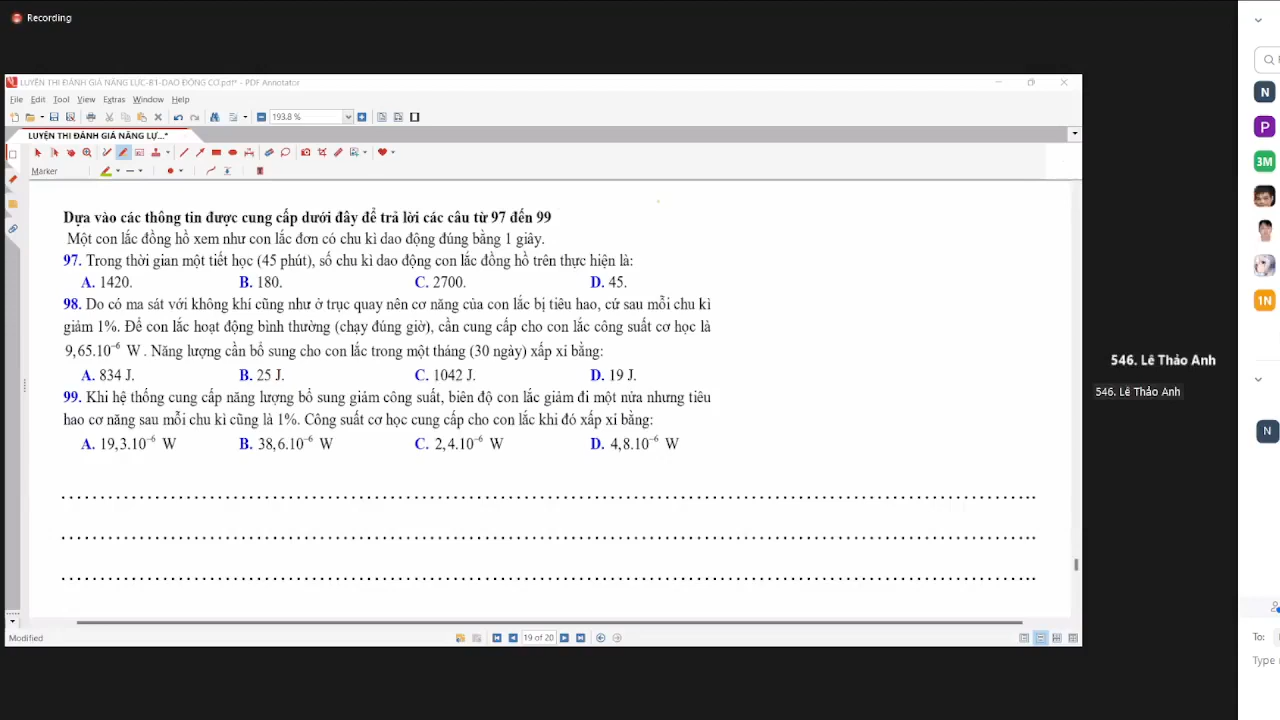 Recording
LUYỆN THI ĐÁNH GIÁ NĂNG LỰC-B1-DAO ĐỘNG CƠ.pdf* - PDF Annotator
File Edit Tool View Extras Window Help
193.8 %
LUYỆN THI ĐÁNH GIÁ NĂNG LỰ...*
Marker
Dựa vào các thông tin được cung cấp dưới đây để trả lời các câu từ 97 đến 99
Một con lắc đồng hồ xem như con lắc đơn có chu kì dao động đúng bằng 1 giây.
97. Trong thời gian một tiết học (45 phút), số chu kì dao động con lắc đồng hồ trên thực hiện là:
A. 1420. B. 180. C. 2700. D. 45.
98. Do có ma sát với không khí cũng như ở trục quay nên cơ năng của con lắc bị tiêu hao, cứ sau mỗi chu kì
giảm 1%. Để con lắc hoạt động bình thường (chạy đúng giờ), cần cung cấp cho con lắc công suất cơ học là
9,65.10⁻⁶ W . Năng lượng cần bổ sung cho con lắc trong một tháng (30 ngày) xấp xỉ bằng:
A. 834 J. B. 25 J. C. 1042 J. D. 19 J.
99. Khi hệ thống cung cấp năng lượng bổ sung giảm công suất, biên độ con lắc giảm đi một nửa nhưng tiêu
hao cơ năng sau mỗi chu kì cũng là 1%. Công suất cơ học cung cấp cho con lắc khi đó xấp xỉ bằng:
A. 19,3.10⁻⁶ W B. 38,6.10⁻⁶ W C. 2,4.10⁻⁶ W D. 4,8.10⁻⁶ W
Modified
19 of 20
546. Lê Thảo Anh
546. Lê Thảo Anh
N
P
3M
1N
N
To:
Type